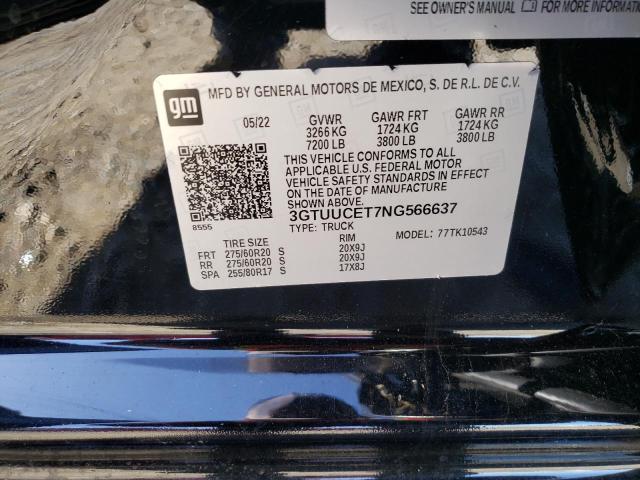 SEE OWNER'S MANUAL FOR MORE INFORMATION
gm
MFD BY GENERAL MOTORS DE MEXICO, S. DE R.L. DE C.V.
05/22 GVWR GAWR FRT GAWR RR
3266 KG 1724 KG 1724 KG
7200 LB 3800 LB 3800 LB
THIS VEHICLE CONFORMS TO ALL
APPLICABLE U.S. FEDERAL MOTOR
VEHICLE SAFETY STANDARDS IN EFFECT
ON THE DATE OF MANUFACTURE
SHOWN ABOVE.
3GTUUCET7NG566637
8555
TYPE: TRUCK MODEL: 77TK10543
TIRE SIZE RIM
FRT 275/60R20 S 20X9J
RR 275/60R20 S 20X9J
SPA 255/80R17 S 17X8J